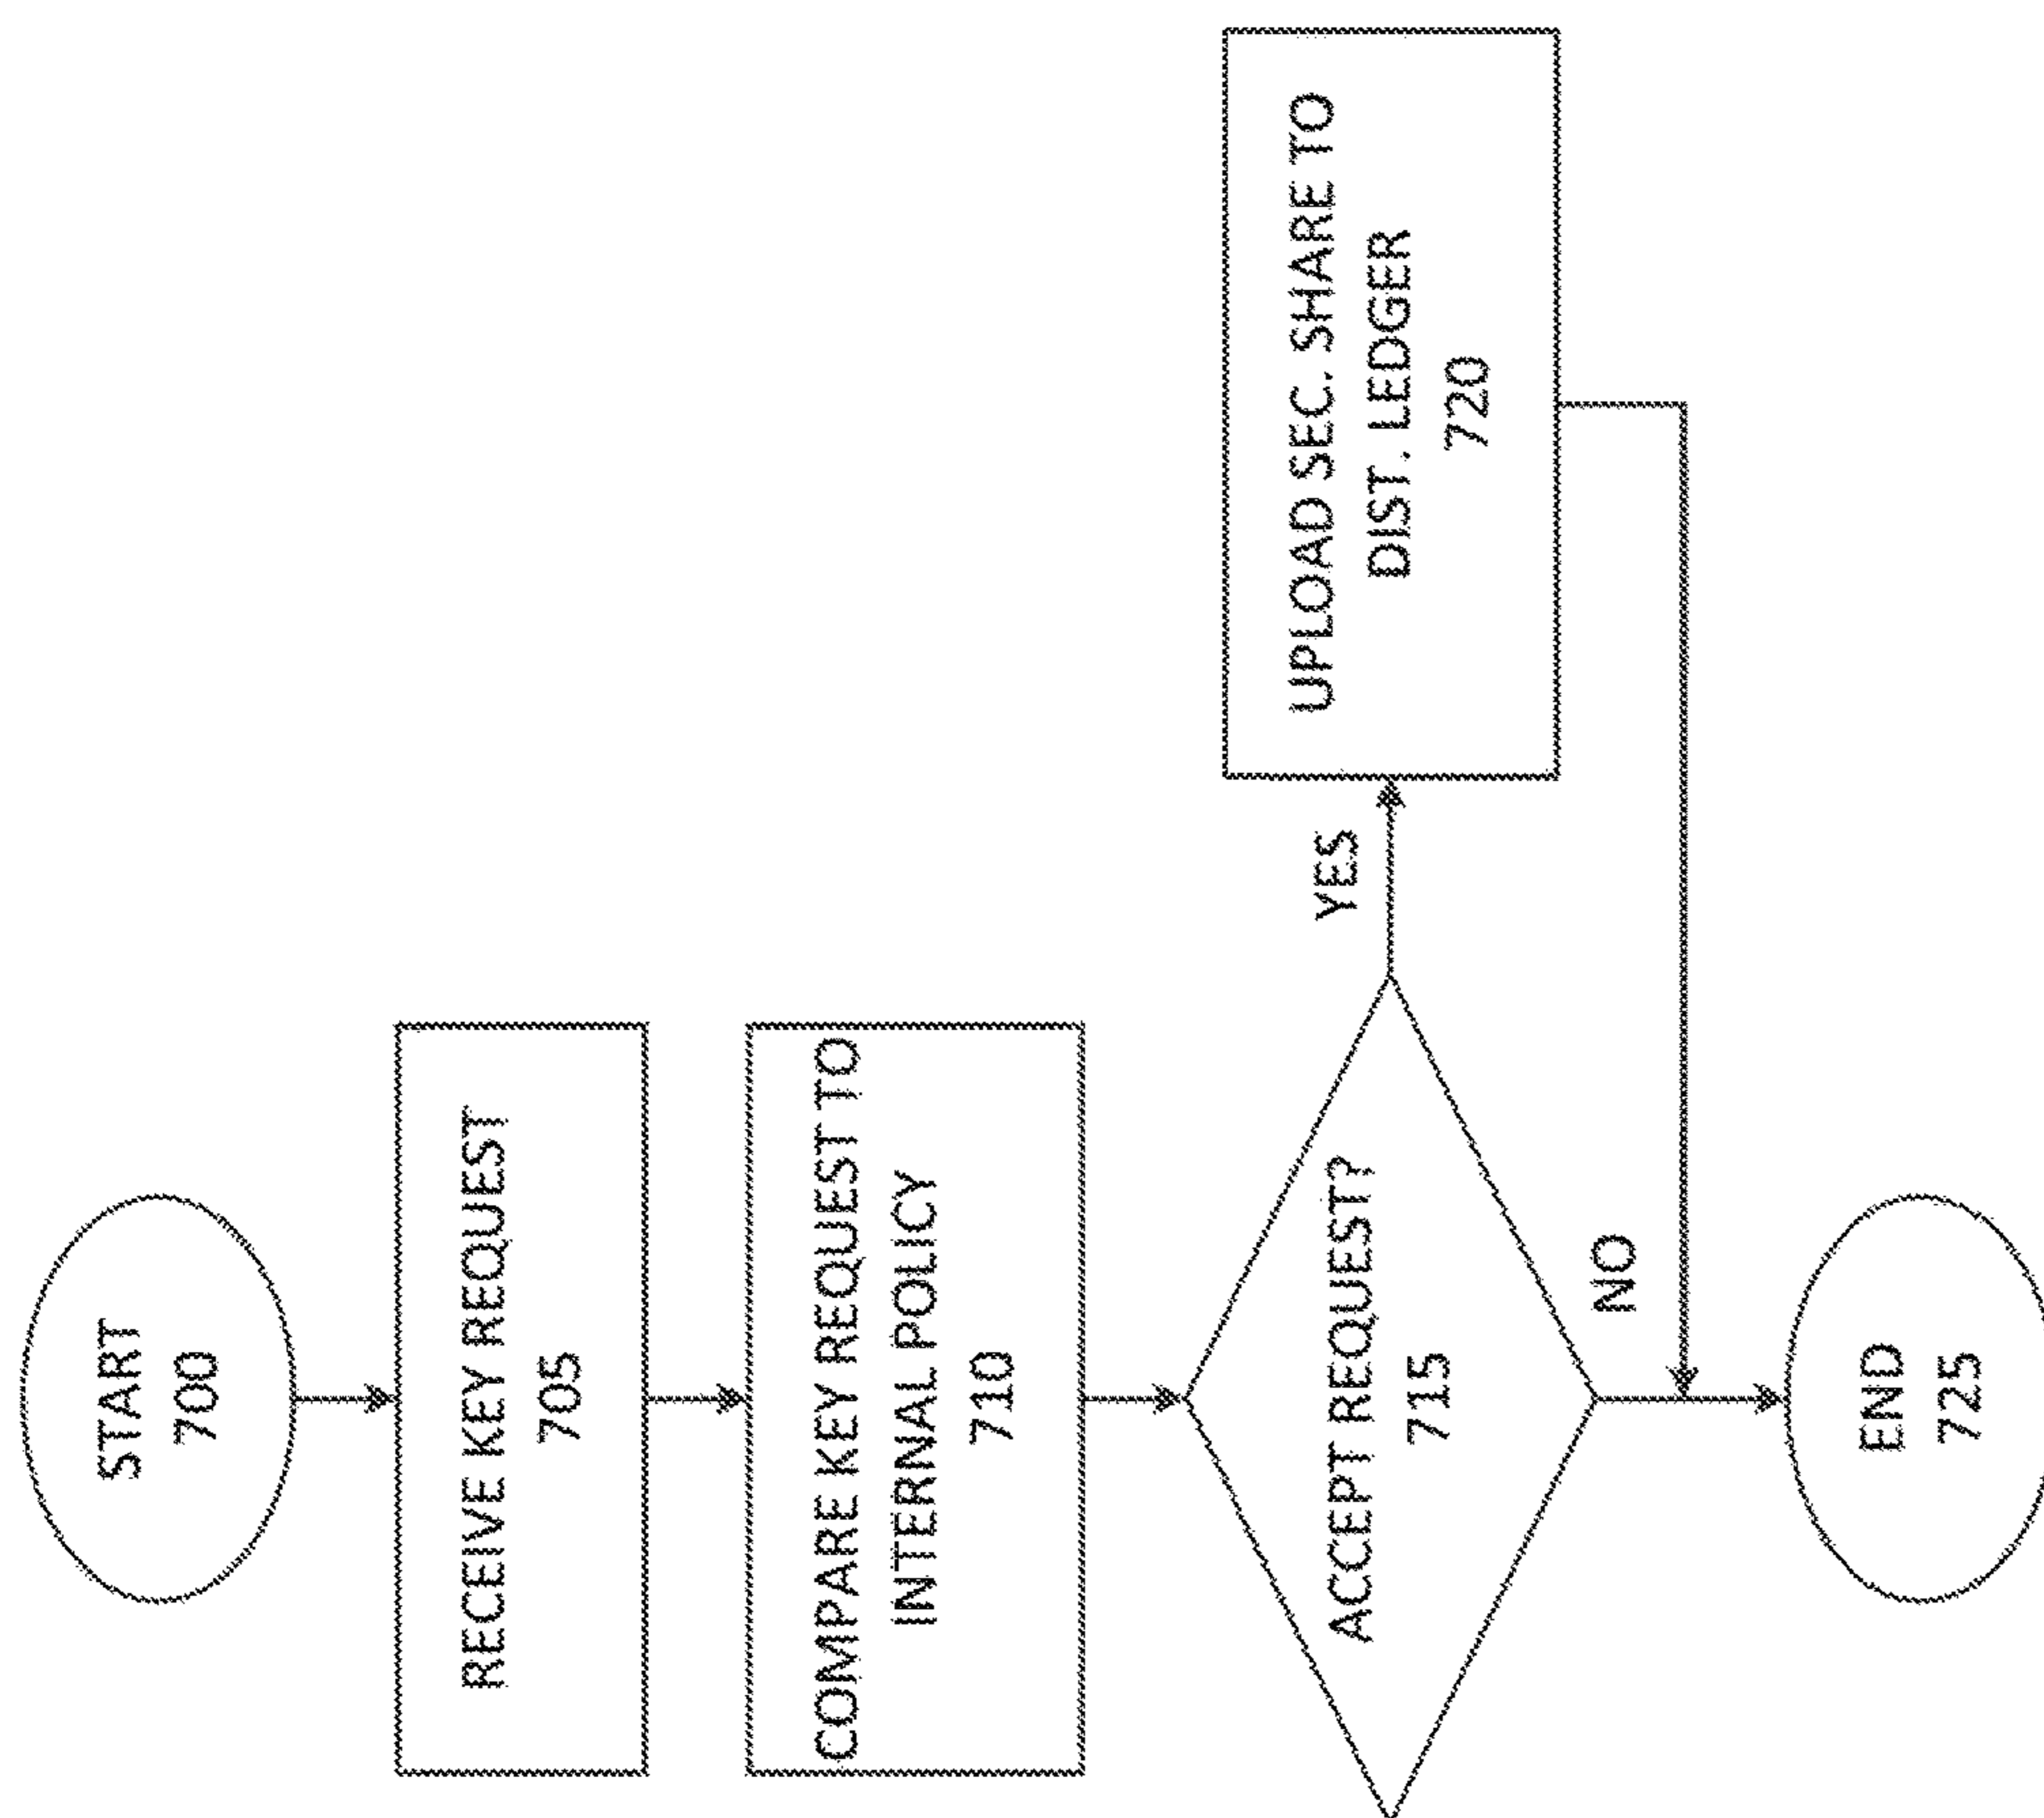 START
700
RECEIVE KEY REQUEST
705
COMPARE KEY REQUEST TO
INTERNAL POLICY
710
ACCEPT REQUEST?
715
YES
UPLOAD SEC. SHARE TO
DIST. LEDGER
720
NO
END
725